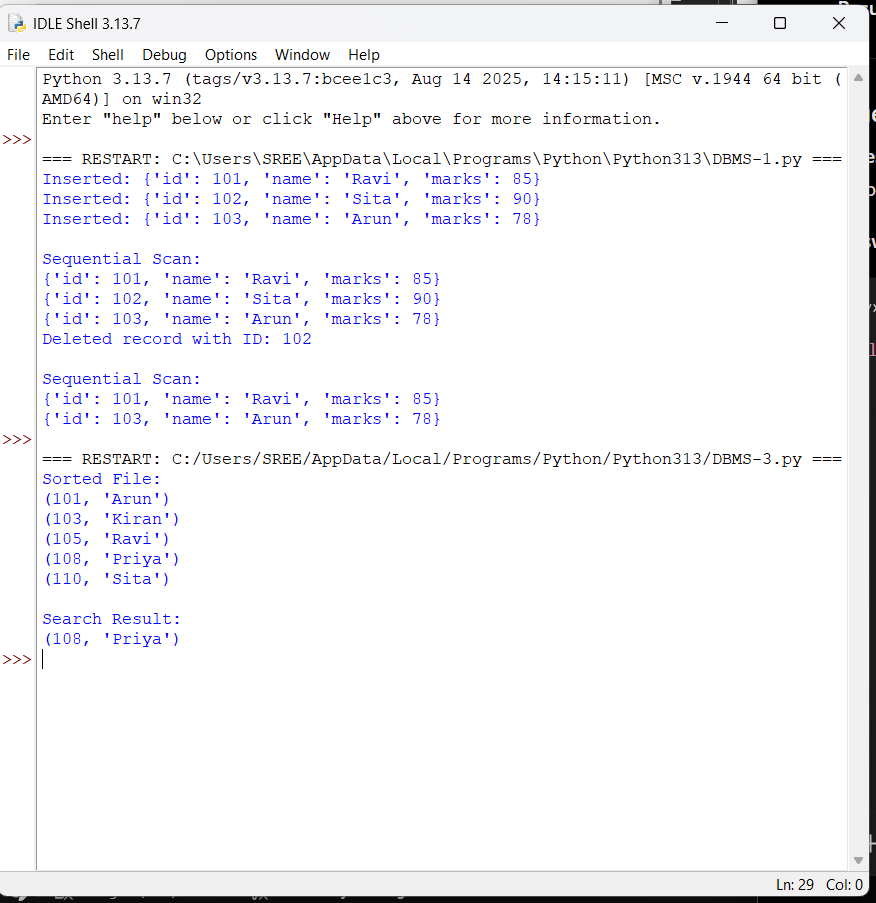 IDLE Shell 3.13.7
File Edit Shell Debug Options Window Help
Python 3.13.7 (tags/v3.13.7:bcee1c3, Aug 14 2025, 14:15:11) [MSC v.1944 64 bit (
AMD64)] on win32
Enter "help" below or click "Help" above for more information.
>>>
=== RESTART: C:\Users\SREE\AppData\Local\Programs\Python\Python313\DBMS-1.py ===
Inserted: {'id': 101, 'name': 'Ravi', 'marks': 85}
Inserted: {'id': 102, 'name': 'Sita', 'marks': 90}
Inserted: {'id': 103, 'name': 'Arun', 'marks': 78}
Sequential Scan:
{'id': 101, 'name': 'Ravi', 'marks': 85}
{'id': 102, 'name': 'Sita', 'marks': 90}
{'id': 103, 'name': 'Arun', 'marks': 78}
Deleted record with ID: 102
Sequential Scan:
{'id': 101, 'name': 'Ravi', 'marks': 85}
{'id': 103, 'name': 'Arun', 'marks': 78}
>>>
=== RESTART: C:/Users/SREE/AppData/Local/Programs/Python/Python313/DBMS-3.py ===
Sorted File:
(101, 'Arun')
(103, 'Kiran')
(105, 'Ravi')
(108, 'Priya')
(110, 'Sita')
Search Result:
(108, 'Priya')
>>>
Ln: 29 Col: 0